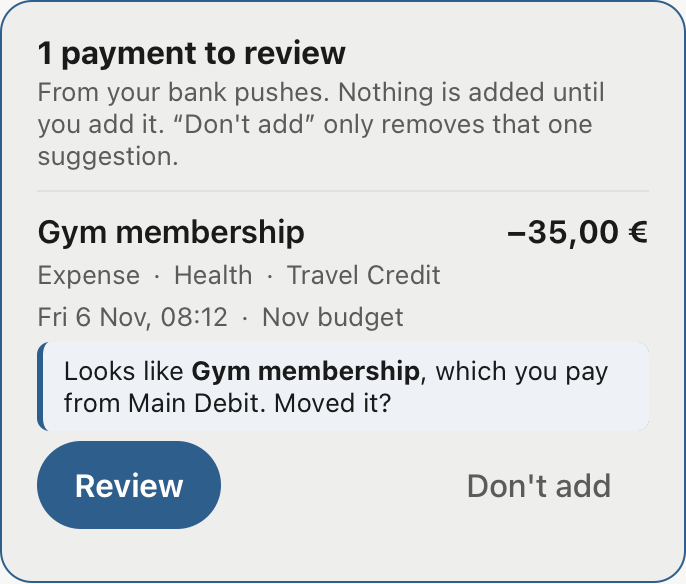 1 payment to review
From your bank pushes. Nothing is added until
you add it. “Don't add” only removes that one
suggestion.
Gym membership −35,00 €
Expense · Health · Travel Credit
Fri 6 Nov, 08:12 · Nov budget
Looks like Gym membership, which you pay
from Main Debit. Moved it?
Review Don't add